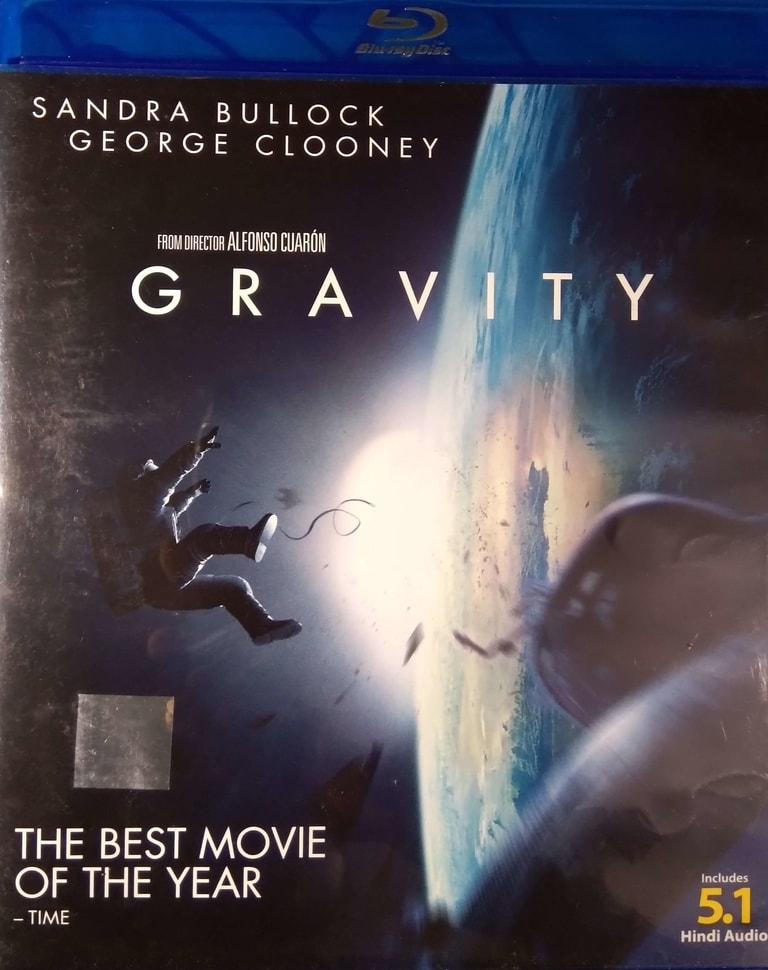 Blu-ray Disc
SANDRA BULLOCK
GEORGE CLOONEY
FROM DIRECTOR ALFONSO CUARÓN
GRAVITY
THE BEST MOVIE
OF THE YEAR
– TIME
Includes
5.1
Hindi Audio